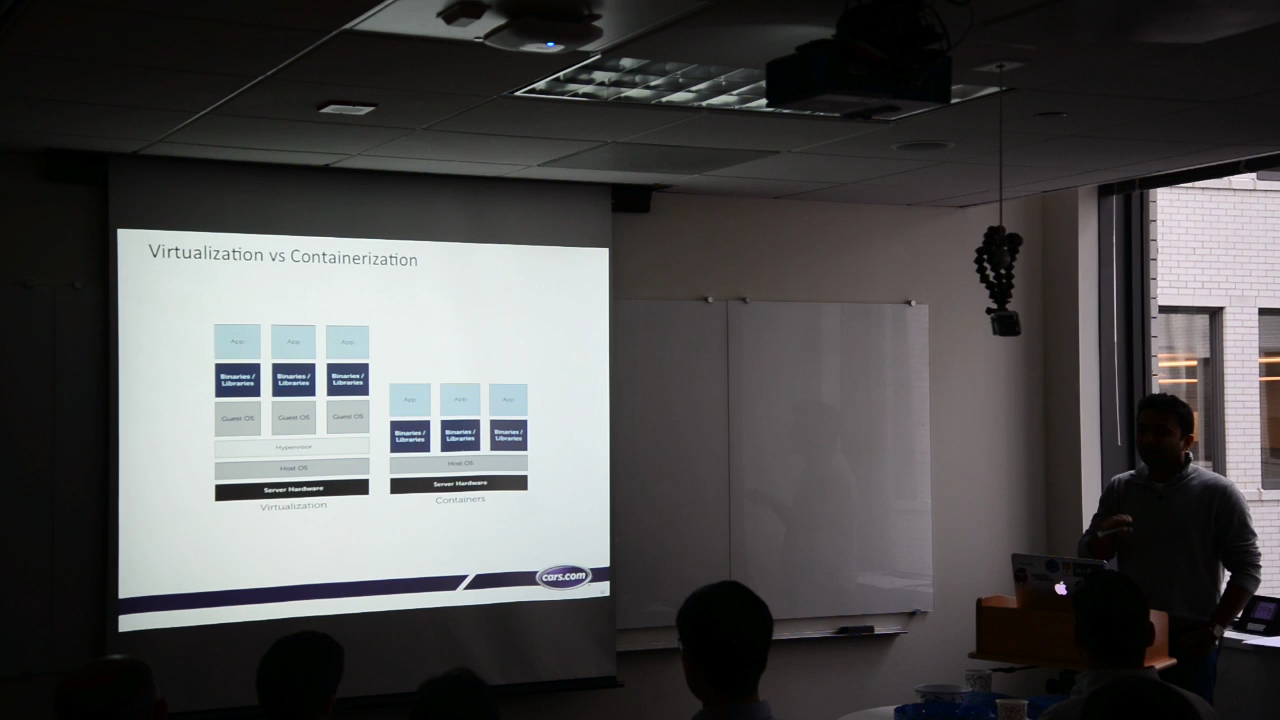 Virtualization vs Containerization
App
App
App
Binaries /
Libraries
Binaries /
Libraries
Binaries /
Libraries
Guest OS
Guest OS
Guest OS
Hypervisor
Host OS
Server Hardware
Virtualization
App
App
App
Binaries /
Libraries
Binaries /
Libraries
Binaries /
Libraries
Host OS
Server Hardware
Containers
cars.com